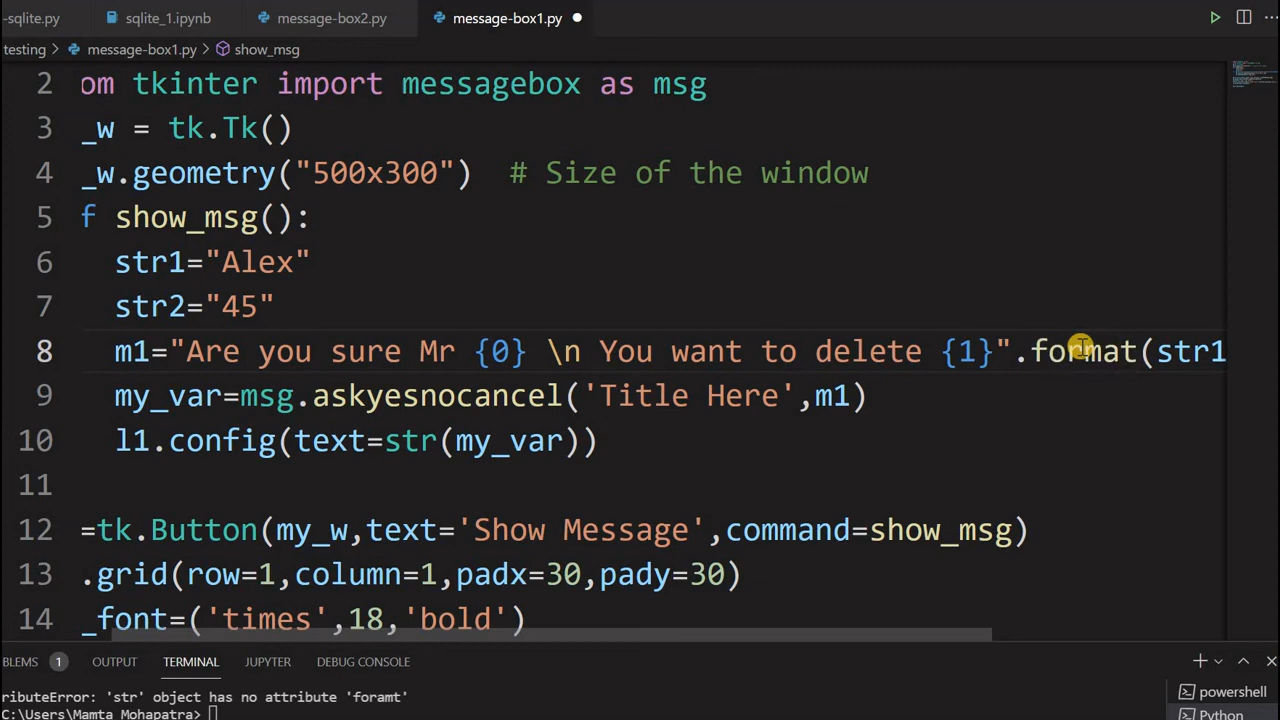 -sqlite.py sqlite_1.ipynb message-box2.py message-box1.py
testing > message-box1.py > show_msg
2 om tkinter import messagebox as msg
3 _w = tk.Tk()
4 _w.geometry("500x300")  # Size of the window
5 f show_msg():
6 str1="Alex"
7 str2="45"
8 m1="Are you sure Mr {0} \n You want to delete {1}".format(str1
9 my_var=msg.askyesnocancel('Title Here',m1)
10 l1.config(text=str(my_var))
11
12 =tk.Button(my_w,text='Show Message',command=show_msg)
13 .grid(row=1,column=1,padx=30,pady=30)
14 _font=('times',18,'bold')
BLEMS 1 OUTPUT TERMINAL JUPYTER DEBUG CONSOLE
ributeError: 'str' object has no attribute 'foramt'
C:\Users\Mamta Mohapatra>
powershell
Python